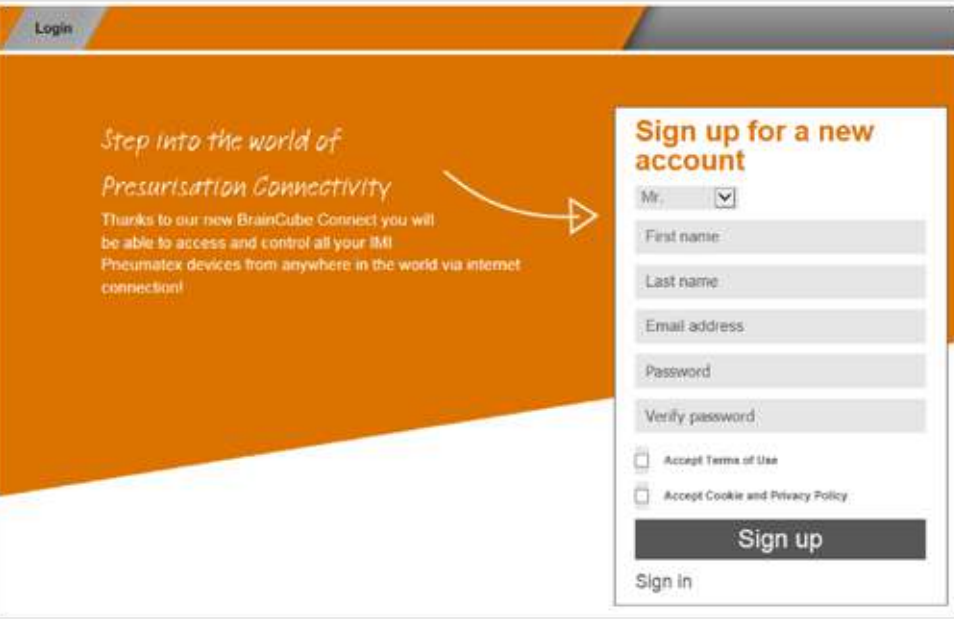 Login
Step into the world of
Presurisation Connectivity
Thanks to our new BrainCube Connect you will
be able to access and control all your IMI
Pneumatex devices from anywhere in the world via internet
connection!
Sign up for a new
account
Mr.
First name
Last name
Email address
Password
Verify password
Accept Terms of Use
Accept Cookie and Privacy Policy
Sign up
Sign in